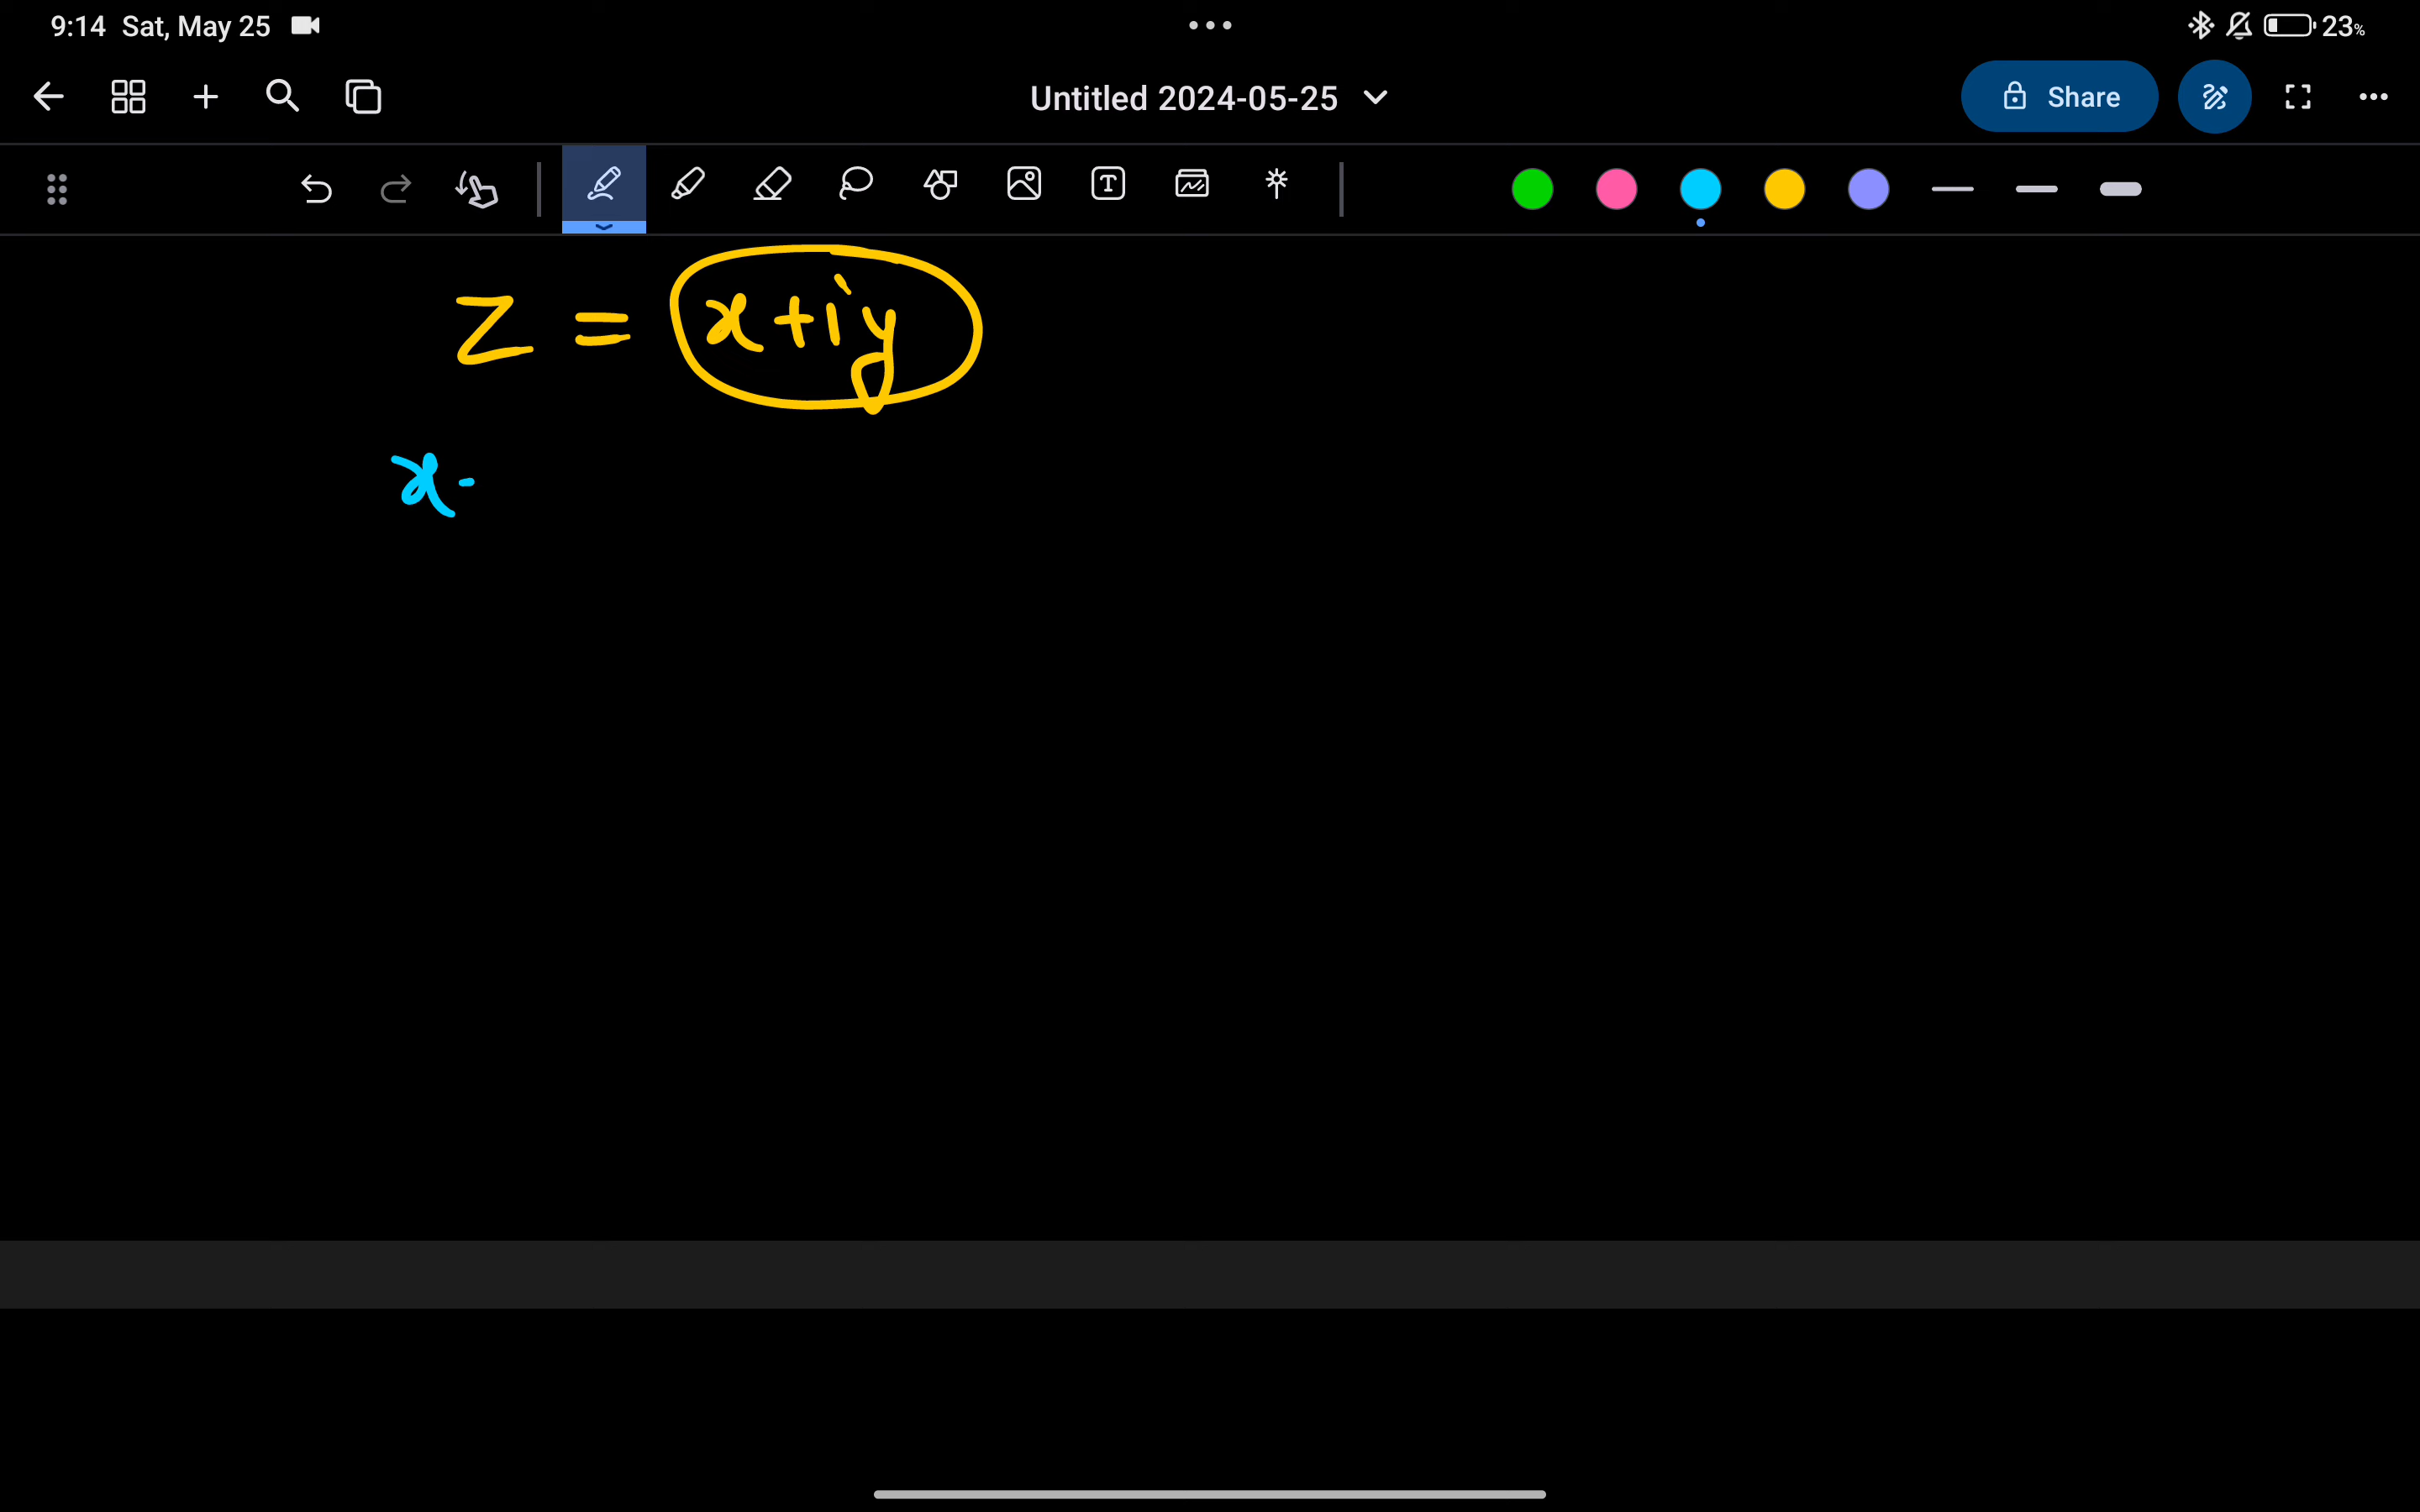 9:14 Sat, May 25 23%
Untitled 2024-05-25 Share
T
z = x+iy
x-